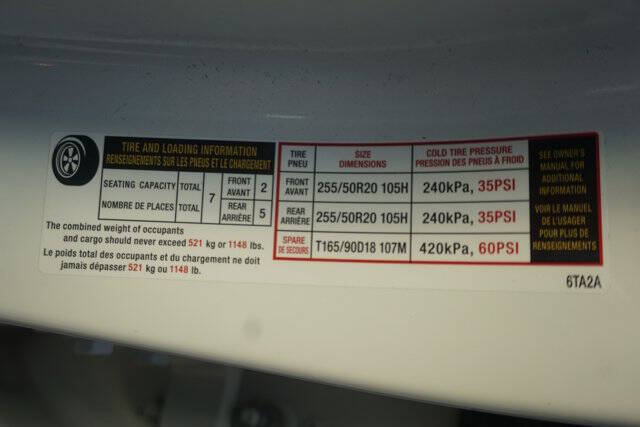 TIRE AND LOADING INFORMATION
RENSEIGNEMENTS SUR LES PNEUS ET LE CHARGEMENT
SEATING CAPACITY TOTAL 7 FRONT AVANT 2
NOMBRE DE PLACES TOTAL REAR ARRIÈRE 5
The combined weight of occupants
and cargo should never exceed 521 kg or 1148 lbs.
Le poids total des occupants et du chargement ne doit
jamais dépasser 521 kg ou 1148 lb.
TIRE PNEU SIZE DIMENSIONS COLD TIRE PRESSURE PRESSION DES PNEUS À FROID
FRONT AVANT 255/50R20 105H 240kPa, 35PSI
REAR ARRIÈRE 255/50R20 105H 240kPa, 35PSI
SPARE DE SECOURS T165/90D18 107M 420kPa, 60PSI
SEE OWNER'S
MANUAL FOR
ADDITIONAL
INFORMATION
VOIR LE MANUEL
DE L'USAGER
POUR PLUS DE
RENSEIGNEMENTS
6TA2A